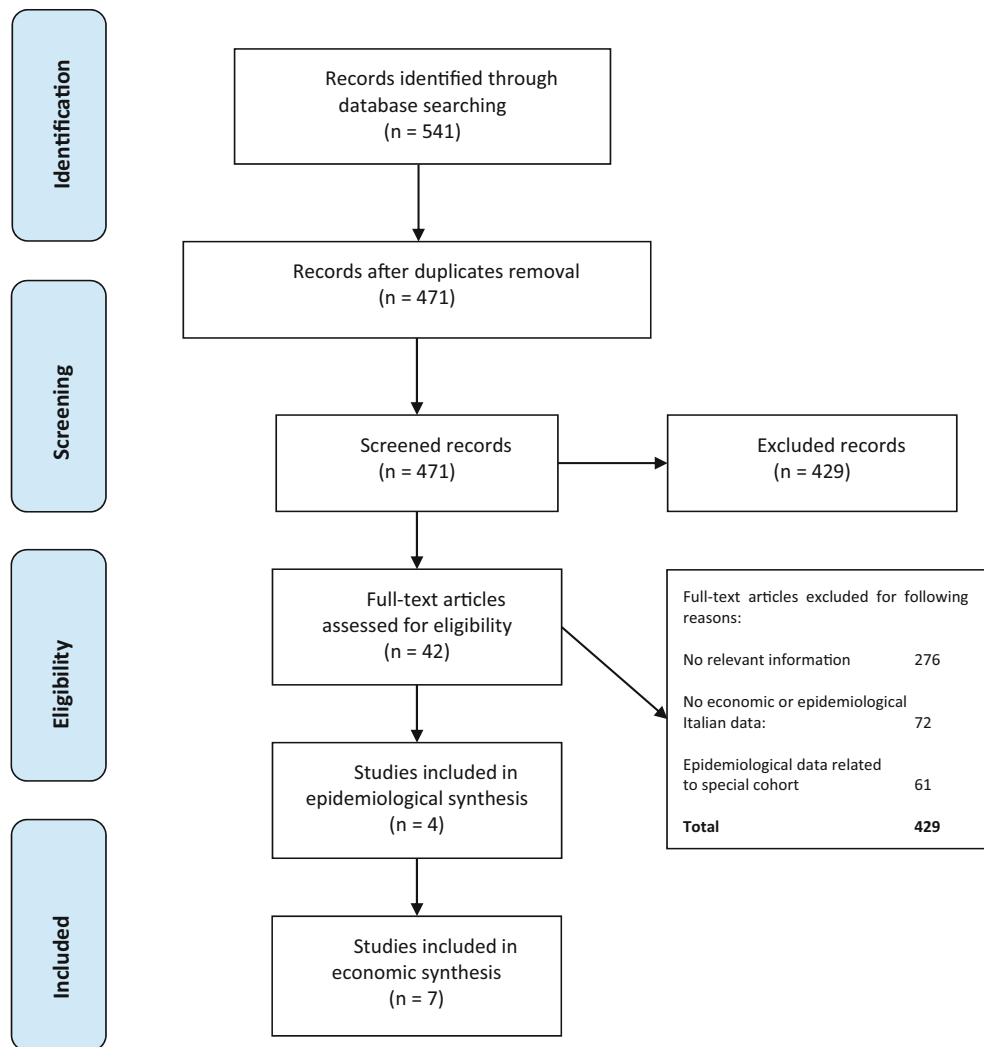 Identification
Records identified through
database searching
(n = 541)
Records after duplicates removal
(n = 471)
Screening
Screened records
(n = 471)
Excluded records
(n = 429)
Eligibility
Full-text articles
assessed for eligibility
(n = 42)
Full-text articles excluded for following
reasons:
No relevant information 276
No economic or epidemiological
Italian data: 72
Epidemiological data related
to special cohort 61
Total 429
Studies included in
epidemiological synthesis
(n = 4)
Included
Studies included in
economic synthesis
(n = 7)